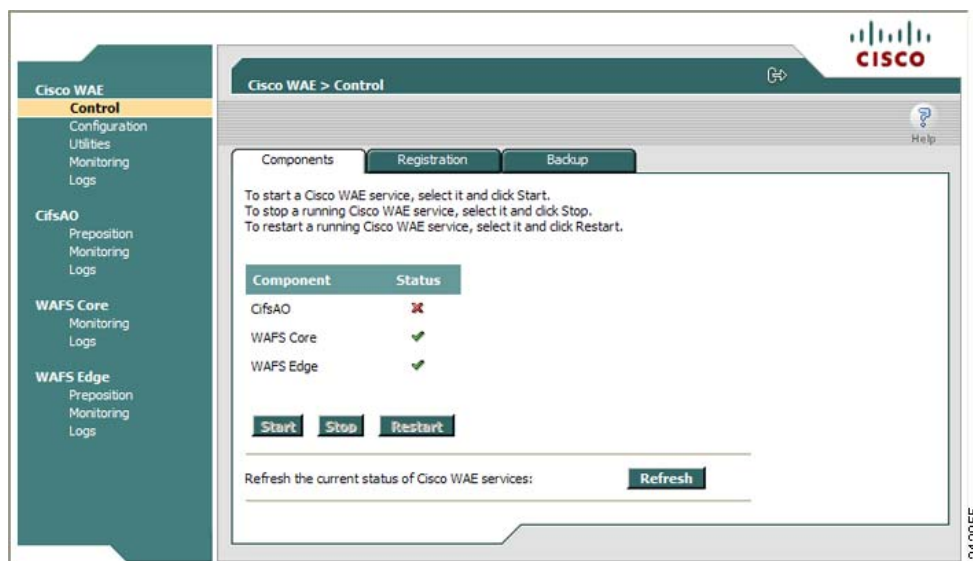 CISCO
Cisco WAE
Control
Configuration
Utilities
Monitoring
Logs
CifsAO
Preposition
Monitoring
Logs
WAFS Core
Monitoring
Logs
WAFS Edge
Preposition
Monitoring
Logs
Cisco WAE > Control
Help
Components Registration Backup
To start a Cisco WAE service, select it and click Start.
To stop a running Cisco WAE service, select it and click Stop.
To restart a running Cisco WAE service, select it and click Restart.
Component Status
CifsAO
WAFS Core
WAFS Edge
Start Stop Restart
Refresh the current status of Cisco WAE services: Refresh